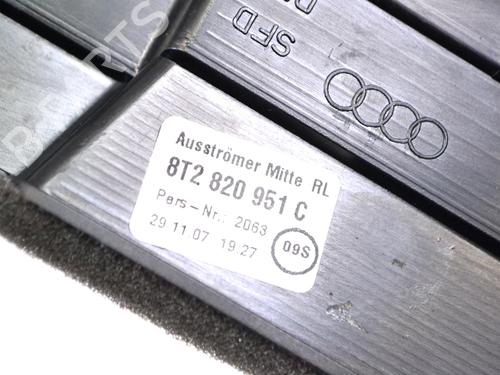 SFD
Ausströmer Mitte RL
8T2 820 951 C
Pers-Nr.: 2063
29 11.07 19:27
09S